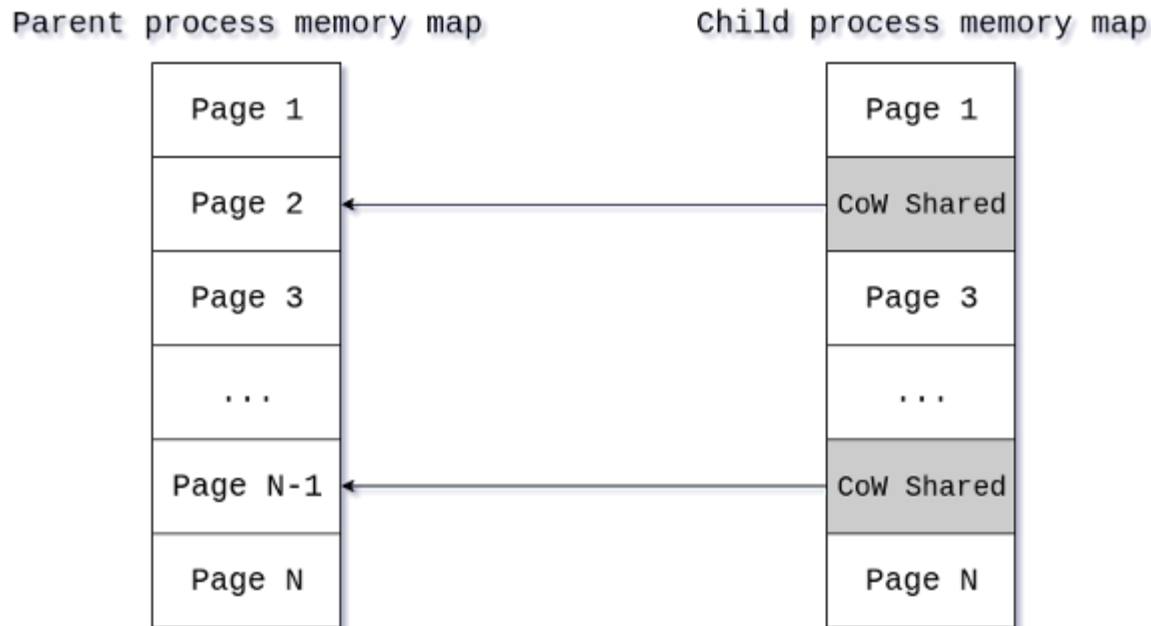 Parent process memory map
Page 1
Page 2
Page 3
...
Page N-1
Page N
Child process memory map
Page 1
CoW Shared
Page 3
...
CoW Shared
Page N